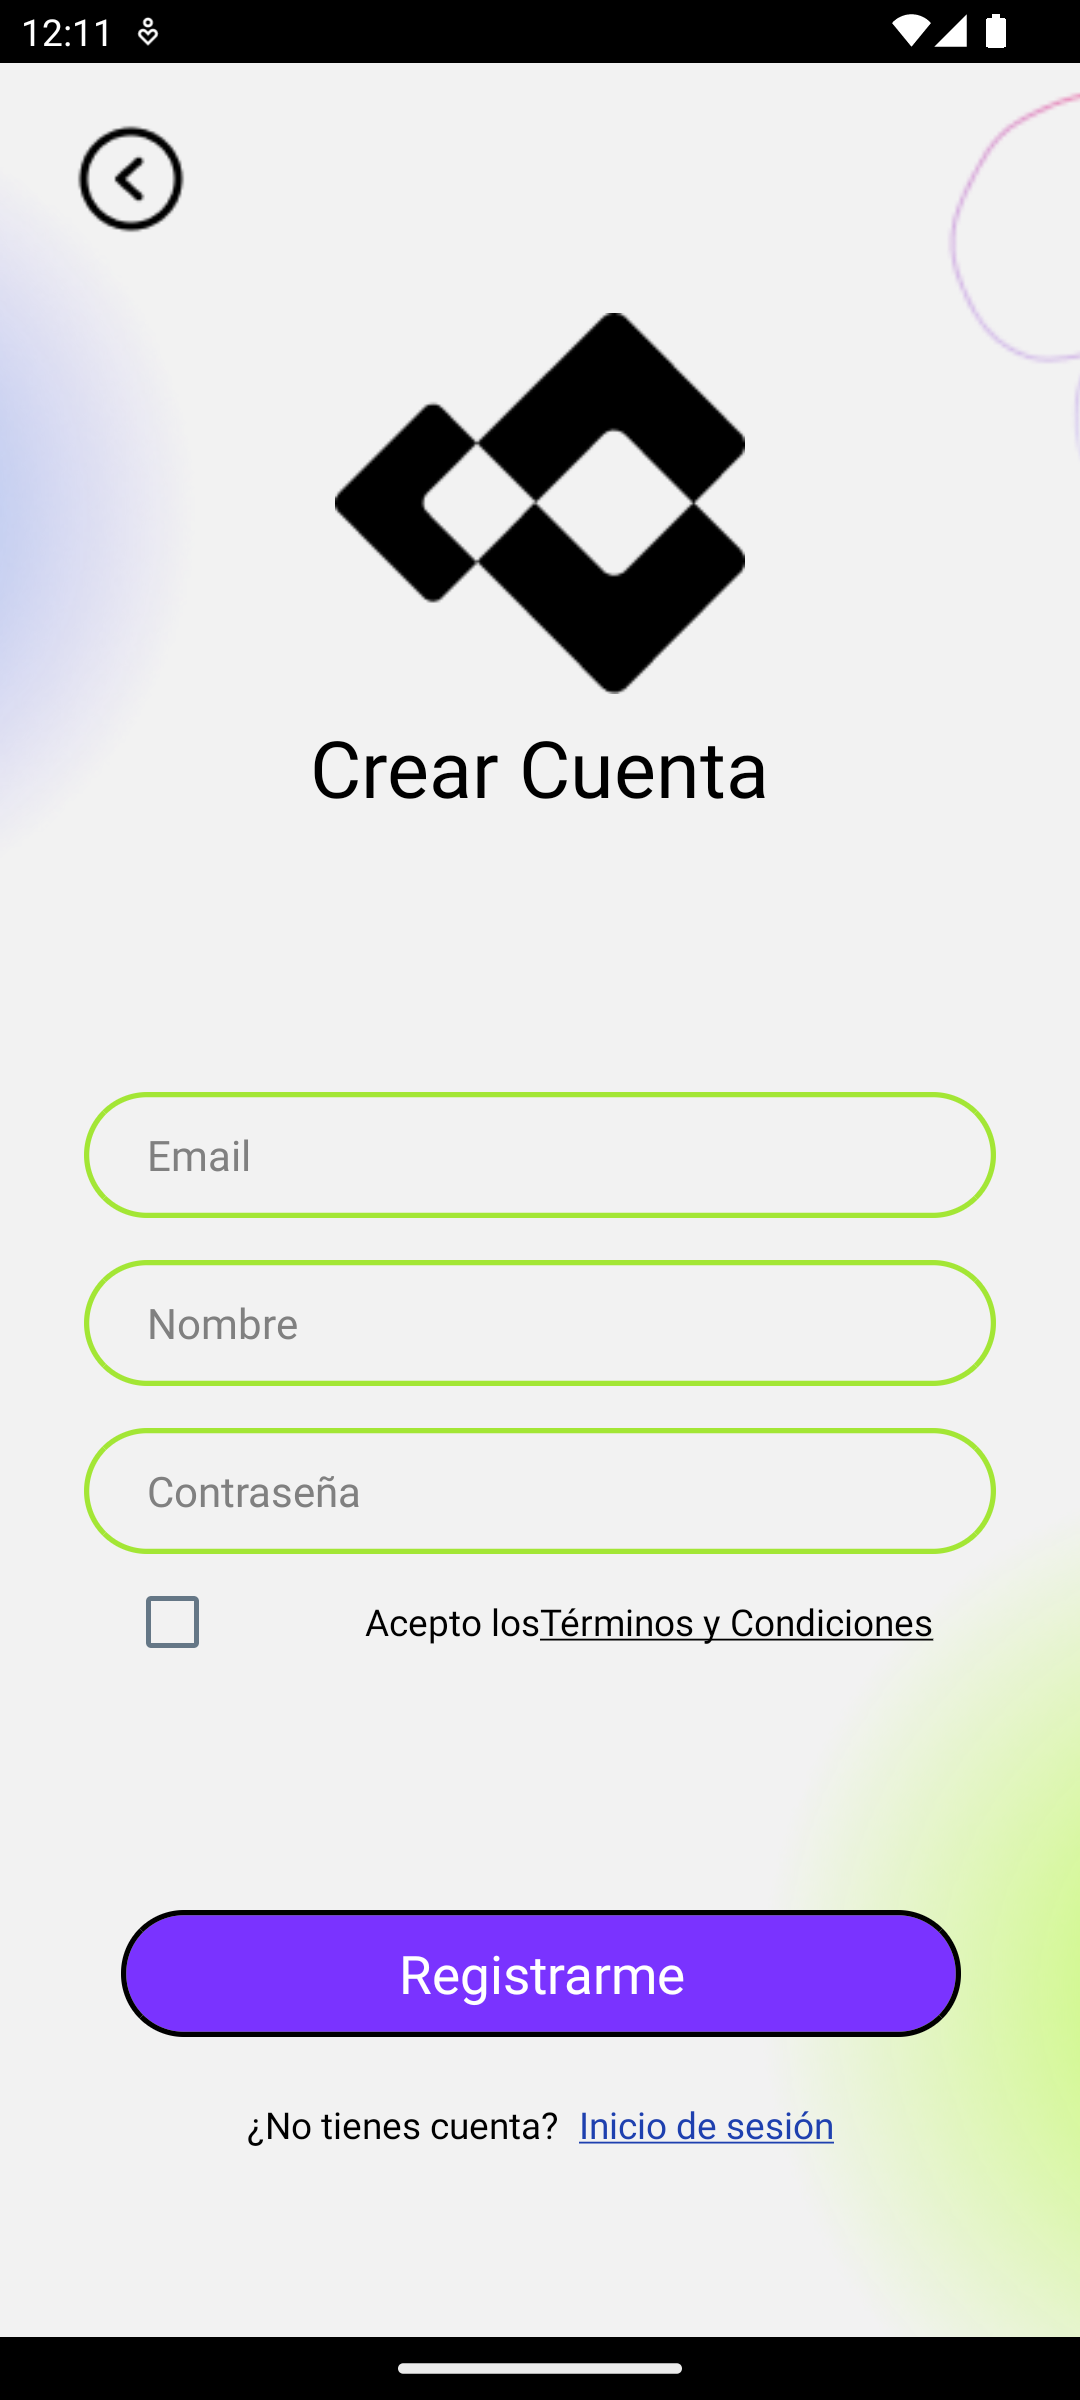 12:11
Crear Cuenta
Email
Nombre
Contraseña
Acepto losTérminos y Condiciones
Registrarme
¿No tienes cuenta? Inicio de sesión